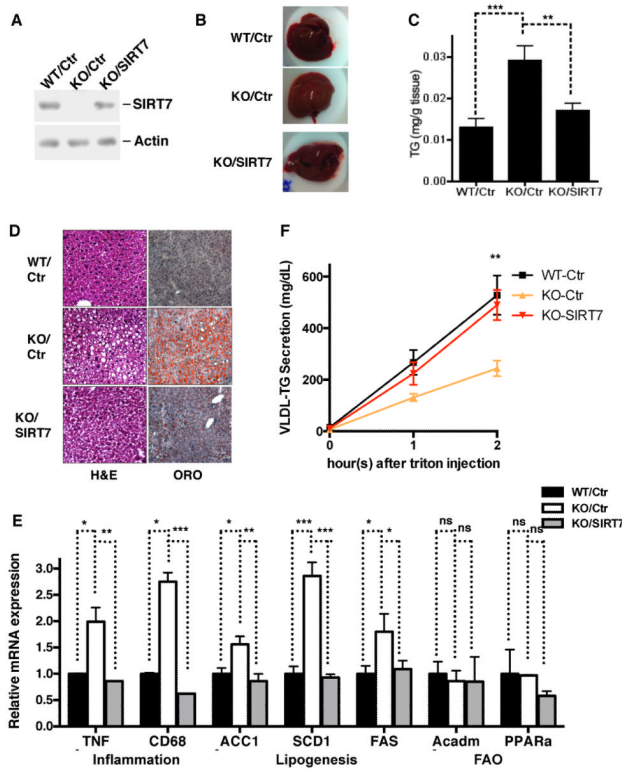 A
WT/Ctr
KO/Ctr
KO/SIRT7
SIRT7
Actin
B
WT/Ctr
KO/Ctr
KO/SIRT7
C
***
**
TG (mg/g tissue)
0.03
0.02
0.01
0.00
WT/Ctr KO/Ctr KO/SIRT7
D
WT/
Ctr
KO/
Ctr
KO/
SIRT7
H&E ORO
F
**
WT-Ctr
KO-Ctr
KO-SIRT7
VLDL-TG Secretion (mg/dL)
600
400
200
0
0 1 2
hour(s) after triton injection
E
WT/Ctr
KO/Ctr
KO/SIRT7
* ** * *** * ** *** *** * * ns ns ns ns
Relative mRNA expression
3.0
2.5
2.0
1.5
1.0
0.5
0.0
TNF CD68 ACC1 SCD1 FAS Acadm PPARa
Inflammation Lipogenesis FAO